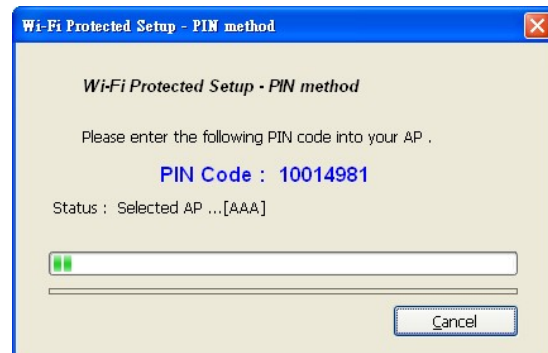 Wi-Fi Protected Setup - PIN method
Wi-Fi Protected Setup - PIN method
Please enter the following PIN code into your AP .
PIN Code : 10014981
Status : Selected AP ...[AAA]
Cancel